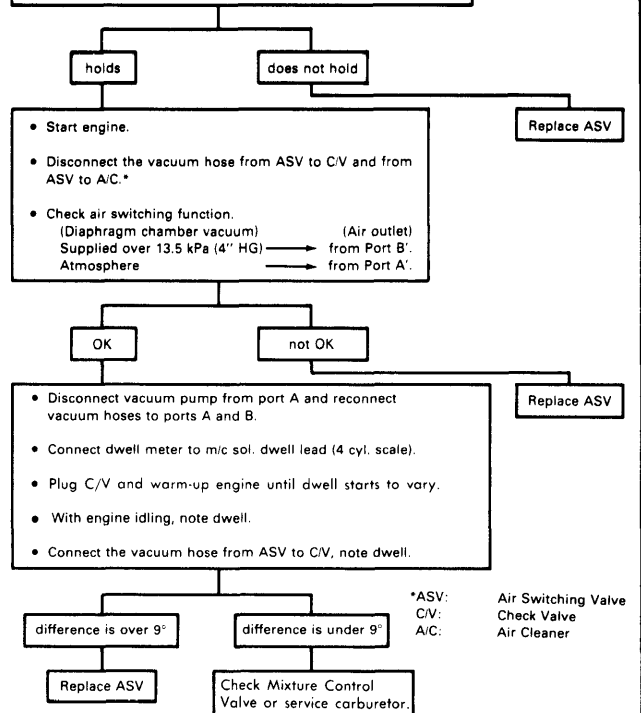 holds
does not hold
Replace ASV
• Start engine.
• Disconnect the vacuum hose from ASV to C/V and from
ASV to A/C.*
• Check air switching function.
(Diaphragm chamber vacuum) (Air outlet)
Supplied over 13.5 kPa (4'' HG) ⟶ from Port B'.
Atmosphere ⟶ from Port A'.
OK
not OK
Replace ASV
• Disconnect vacuum pump from port A and reconnect
vacuum hoses to ports A and B.
• Connect dwell meter to m/c sol. dwell lead (4 cyl. scale).
• Plug C/V and warm-up engine until dwell starts to vary.
• With engine idling, note dwell.
• Connect the vacuum hose from ASV to C/V, note dwell.
*ASV: Air Switching Valve
C/V: Check Valve
A/C: Air Cleaner
difference is over 9°
difference is under 9°
Replace ASV
Check Mixture Control
Valve or service carburetor.